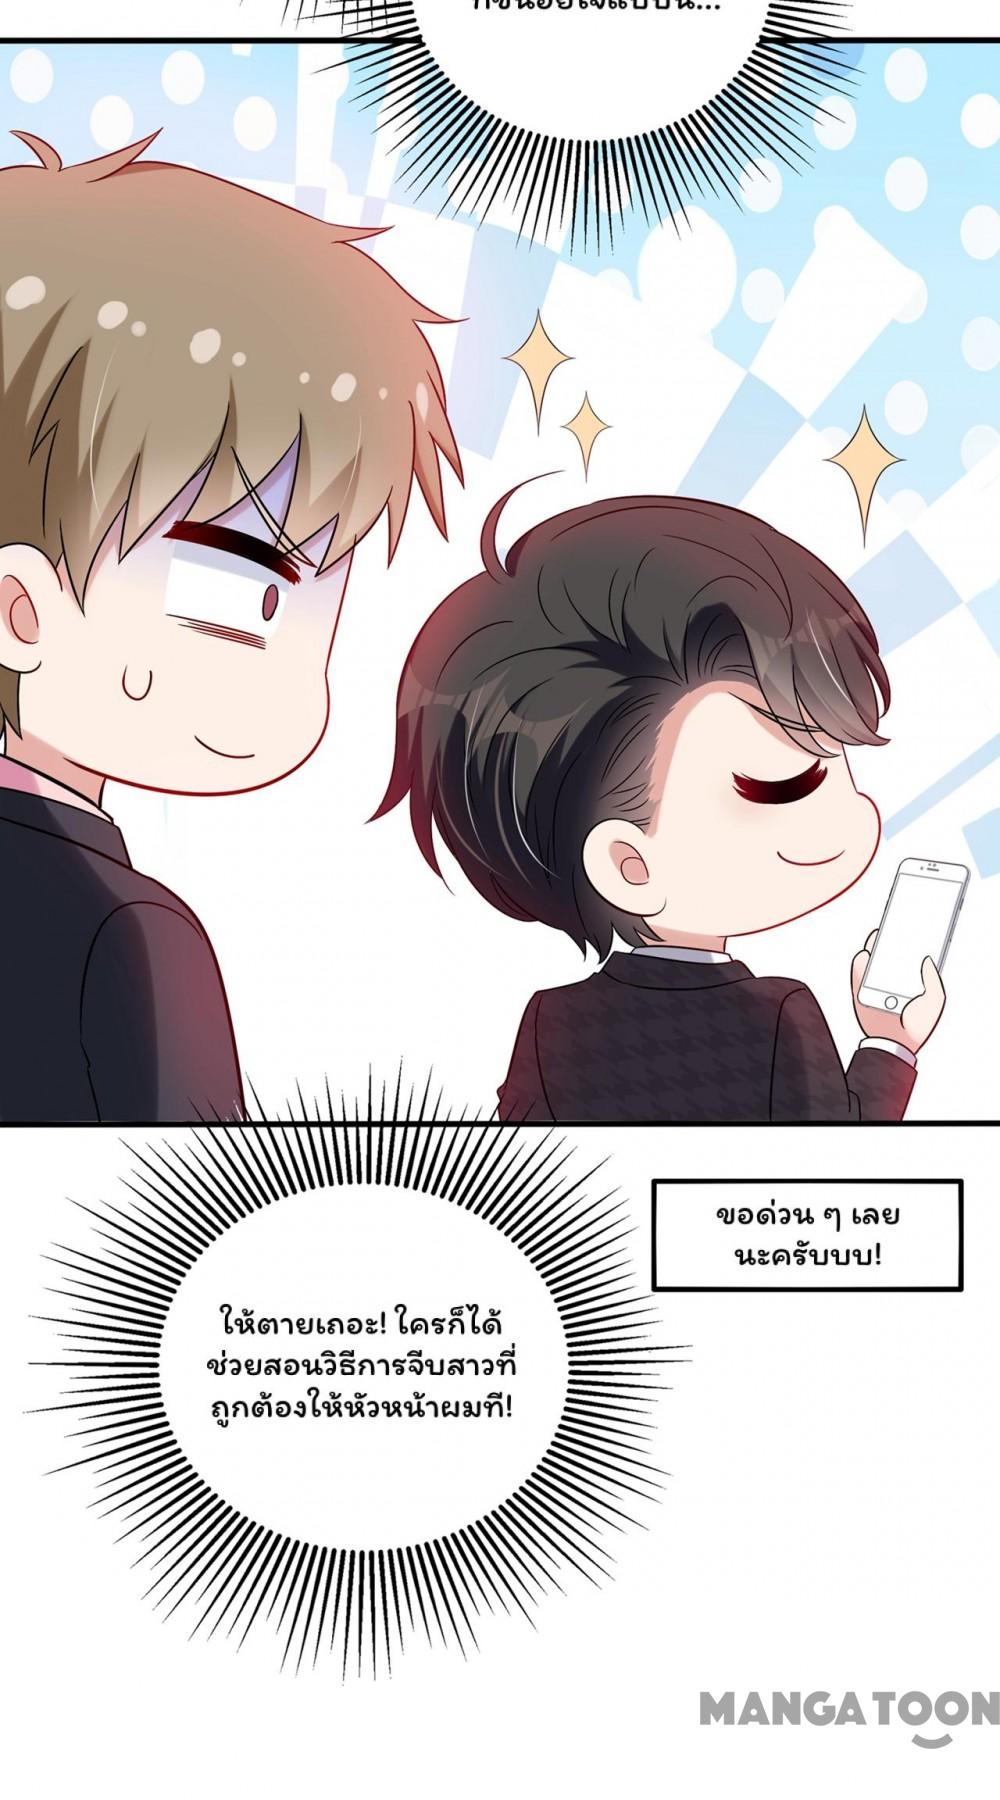 ขอด่วน ๆ เลย
นะครับบบ!
ให้ตายเถอะ! ใครก็ได้
ช่วยสอนวิธีการจีบสาวที่
ถูกต้องให้หัวหน้าผมที!
MANGATOON